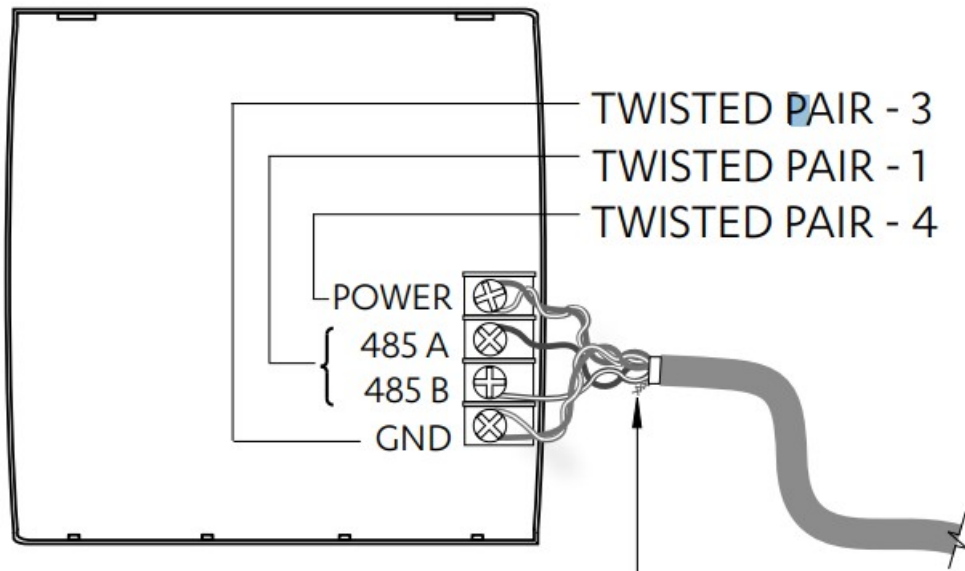 TWISTED PAIR - 3
TWISTED PAIR - 1
TWISTED PAIR - 4
POWER
485 A
485 B
GND